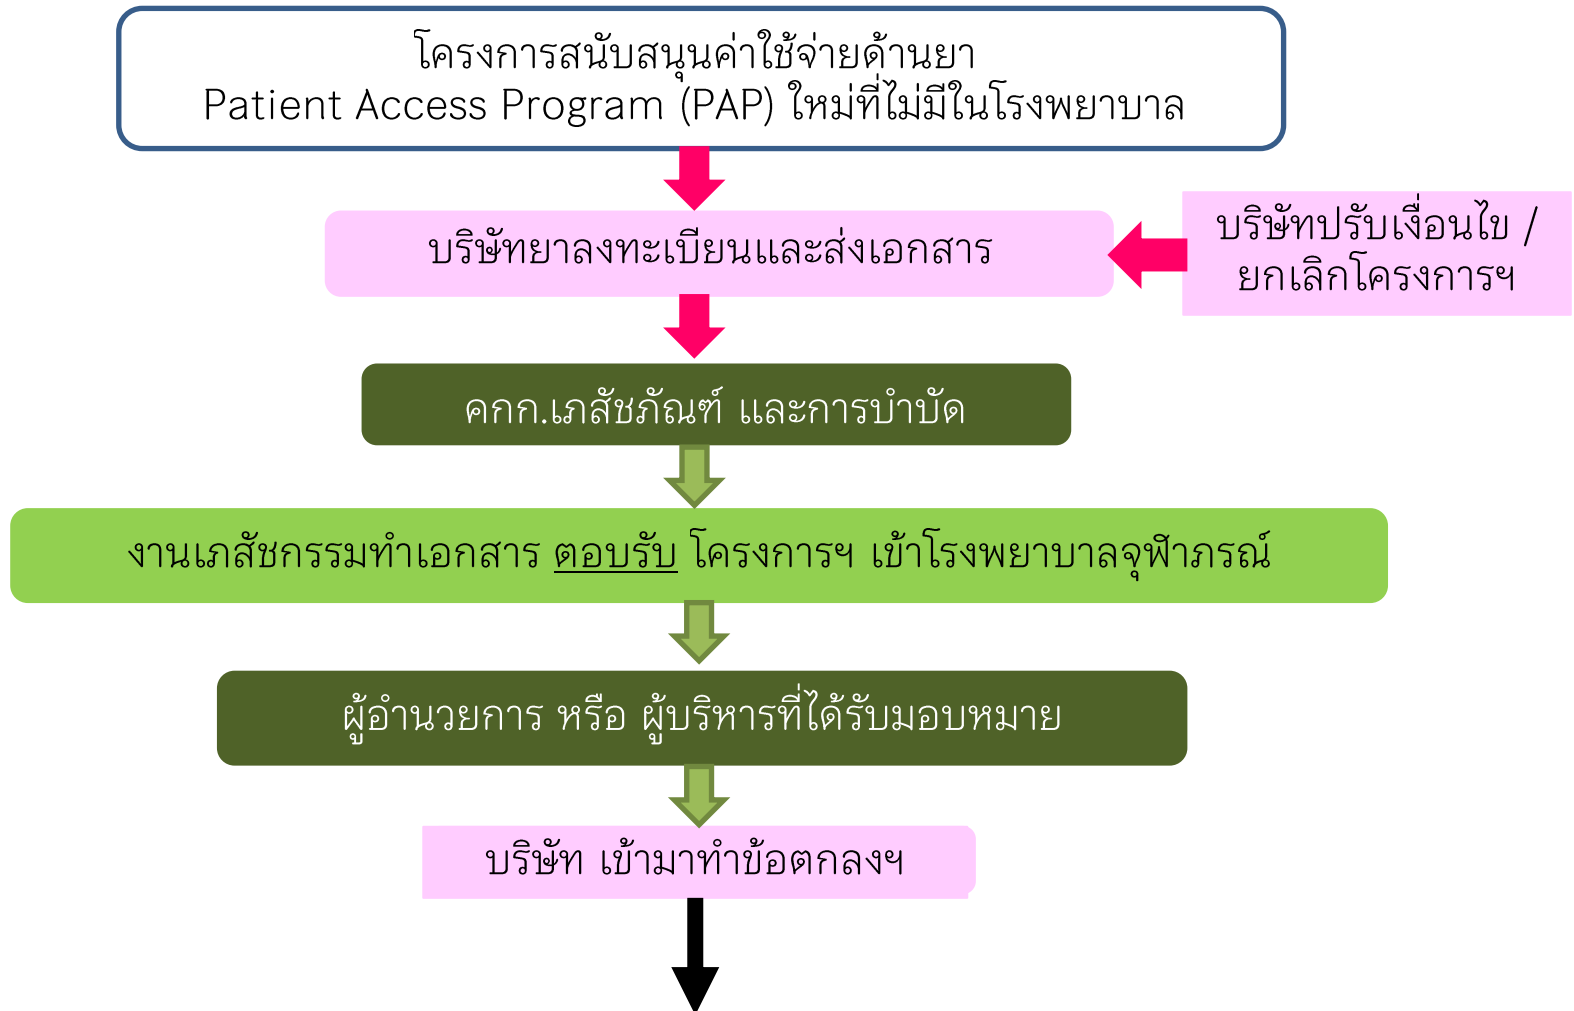 โครงการสนับสนุนค่าใช้จ่ายด้านยา
Patient Access Program (PAP) ใหม่ที่ไม่มีในโรงพยาบาล
บริษัทยาลงทะเบียนและส่งเอกสาร
บริษัทปรับเงื่อนไข /
ยกเลิกโครงการฯ
คกก.เภสัชภัณฑ์ และการบำบัด
งานเภสัชกรรมทำเอกสาร ตอบรับ โครงการฯ เข้าโรงพยาบาลจุฬาภรณ์
ผู้อำนวยการ หรือ ผู้บริหารที่ได้รับมอบหมาย
บริษัท เข้ามาทำข้อตกลงฯ